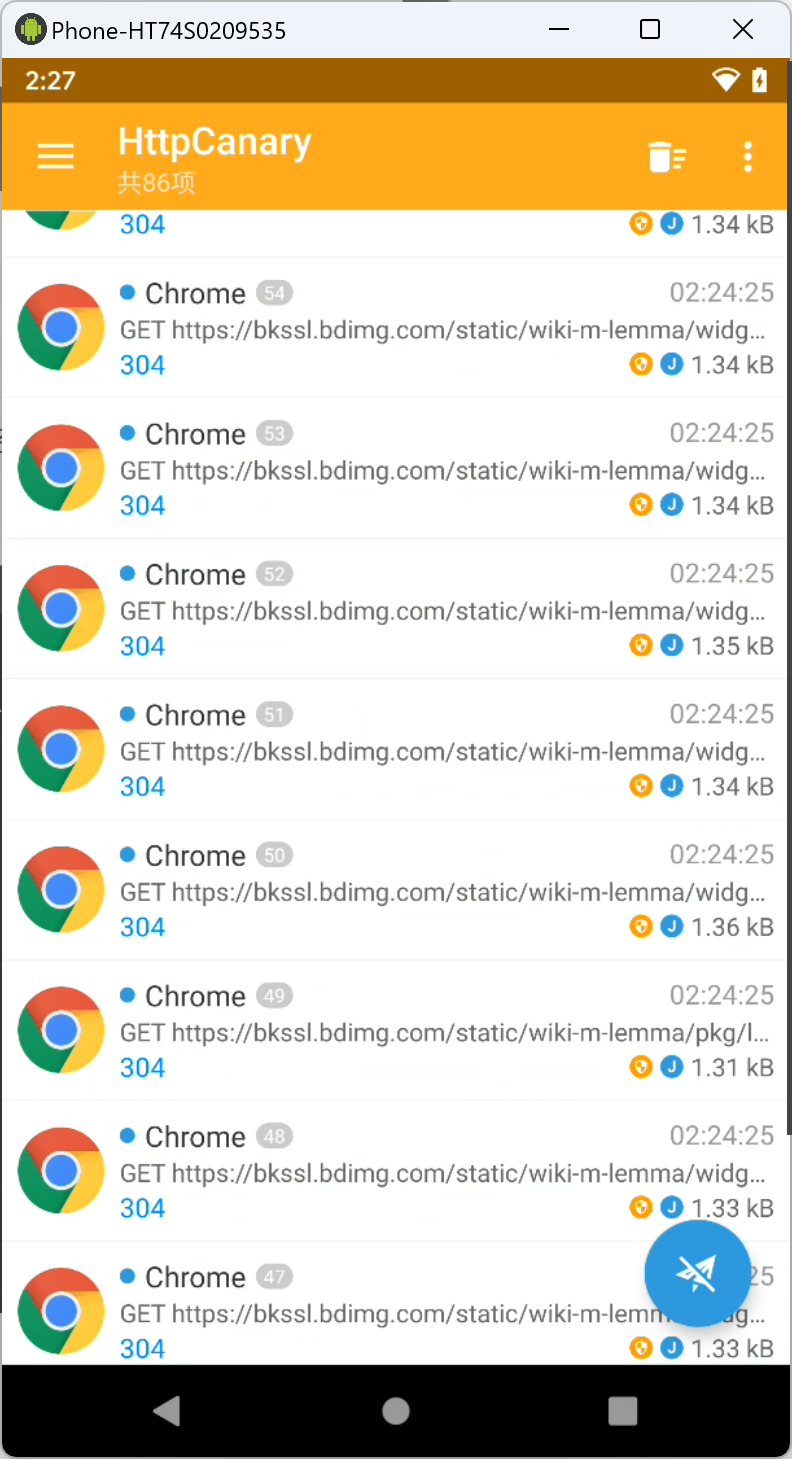 Phone-HT74S0209535
2:27
HttpCanary
共86项
304
J 1.34 kB
Chrome 54 02:24:25
GET https://bkssl.bdimg.com/static/wiki-m-lemma/widg...
304 J 1.34 kB
Chrome 53 02:24:25
GET https://bkssl.bdimg.com/static/wiki-m-lemma/widg...
304 J 1.34 kB
Chrome 52 02:24:25
GET https://bkssl.bdimg.com/static/wiki-m-lemma/widg...
304 J 1.35 kB
Chrome 51 02:24:25
GET https://bkssl.bdimg.com/static/wiki-m-lemma/widg...
304 J 1.34 kB
Chrome 50 02:24:25
GET https://bkssl.bdimg.com/static/wiki-m-lemma/widg...
304 J 1.36 kB
Chrome 49 02:24:25
GET https://bkssl.bdimg.com/static/wiki-m-lemma/pkg/l...
304 J 1.31 kB
Chrome 48 02:24:25
GET https://bkssl.bdimg.com/static/wiki-m-lemma/widg...
304 J 1.33 kB
Chrome 47 25
GET https://bkssl.bdimg.com/static/wiki-m-lemm g...
304 J 1.33 kB